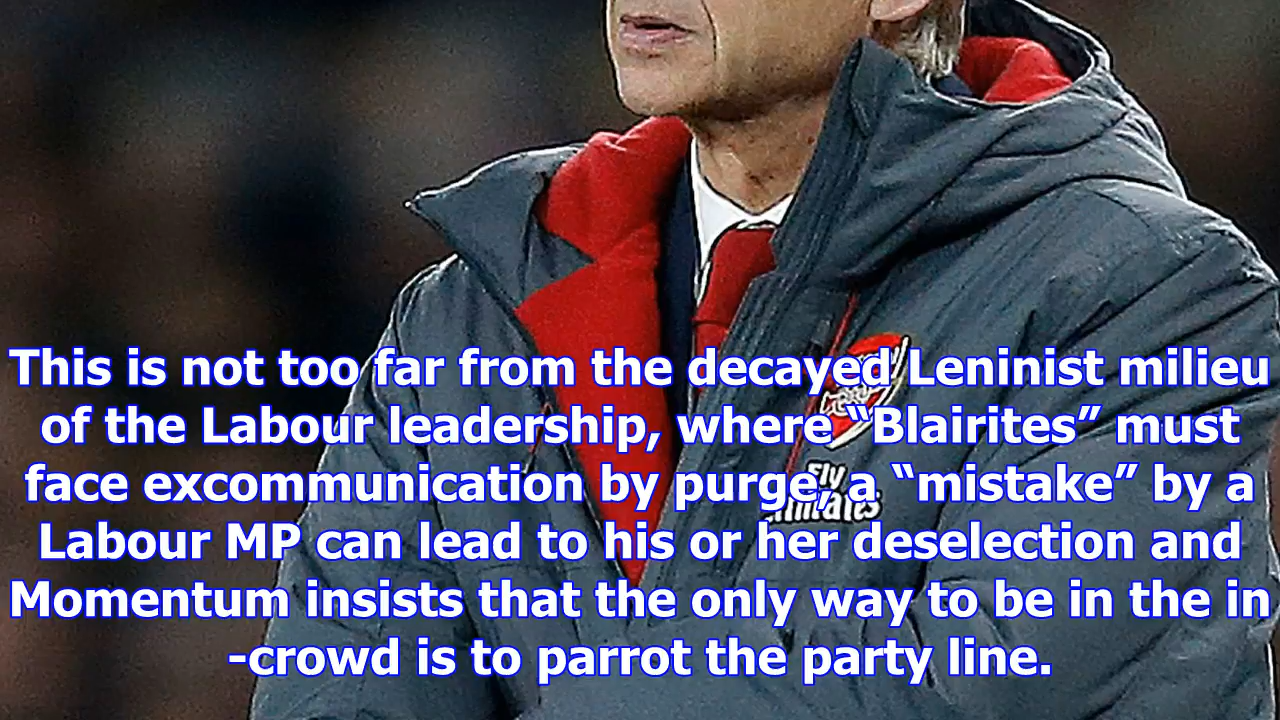 This is not too far from the decayed Leninist milieu
of the Labour leadership, where “Blairites” must
face excommunication by purge, a “mistake” by a
Labour MP can lead to his or her deselection and
Momentum insists that the only way to be in the in
-crowd is to parrot the party line.
Fly
Emirates